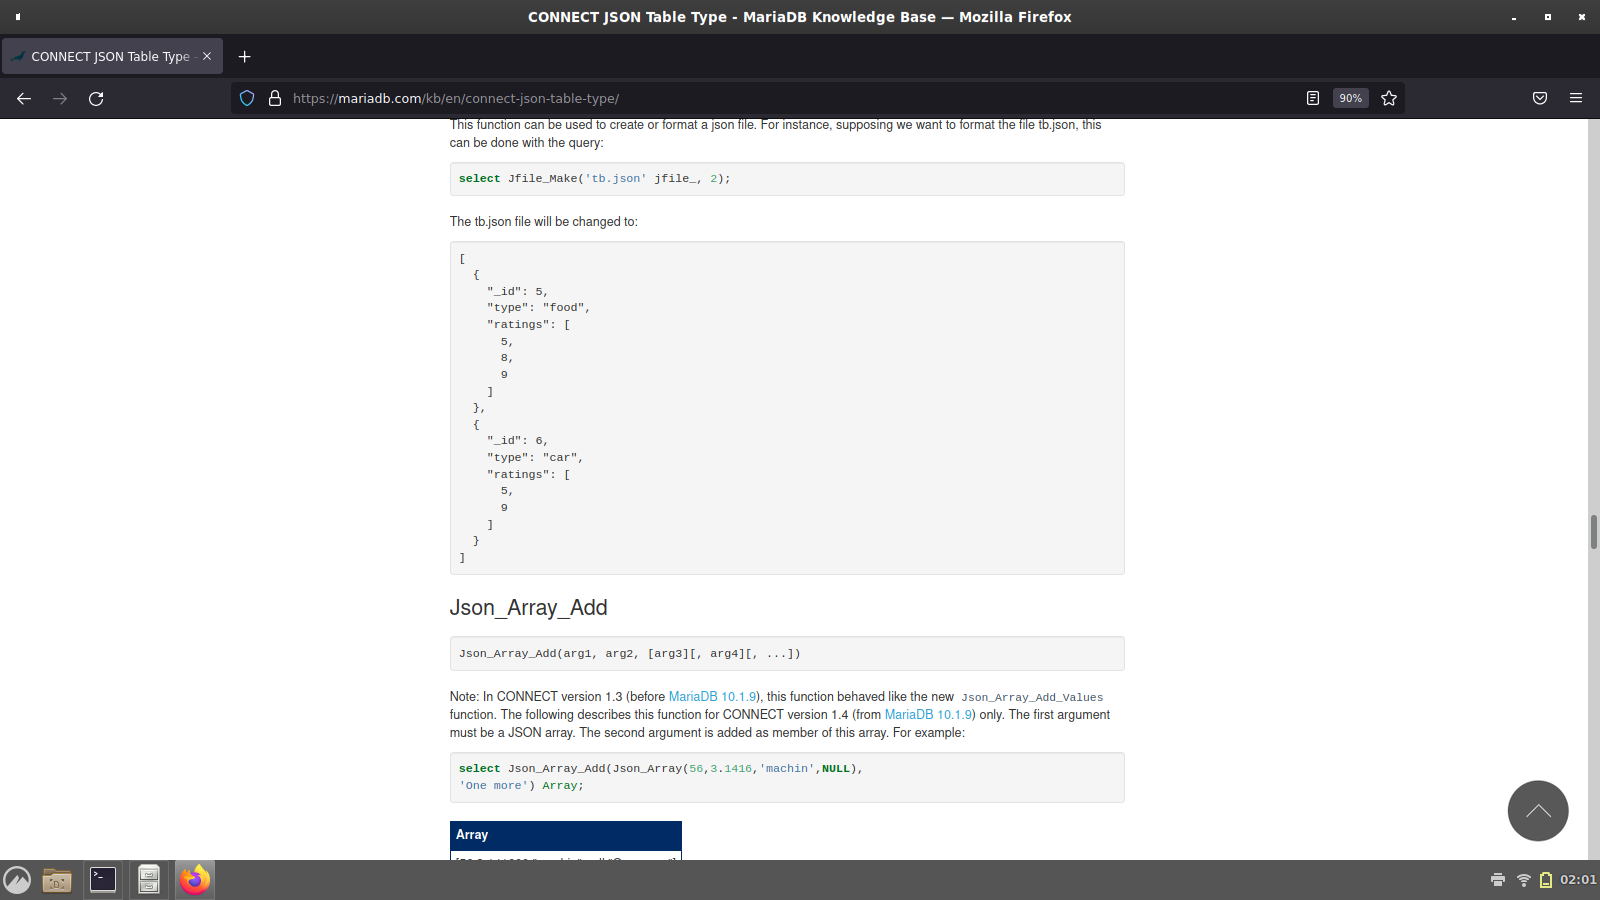 CONNECT JSON Table Type - MariaDB Knowledge Base — Mozilla Firefox
CONNECT JSON Table Type -
https://mariadb.com/kb/en/connect-json-table-type/
90%
This function can be used to create or format a json file. For instance, supposing we want to format the file tb.json, this
can be done with the query:
select Jfile_Make('tb.json' jfile_, 2);
The tb.json file will be changed to:
[
  {
    "_id": 5,
    "type": "food",
    "ratings": [
      5,
      8,
      9
    ]
  },
  {
    "_id": 6,
    "type": "car",
    "ratings": [
      5,
      9
    ]
  }
]
Json_Array_Add
Json_Array_Add(arg1, arg2, [arg3][, arg4][, ...])
Note: In CONNECT version 1.3 (before MariaDB 10.1.9), this function behaved like the new Json_Array_Add_Values
function. The following describes this function for CONNECT version 1.4 (from MariaDB 10.1.9) only. The first argument
must be a JSON array. The second argument is added as member of this array. For example:
select Json_Array_Add(Json_Array(56,3.1416,'machin',NULL),
'One more') Array;
Array
02:01